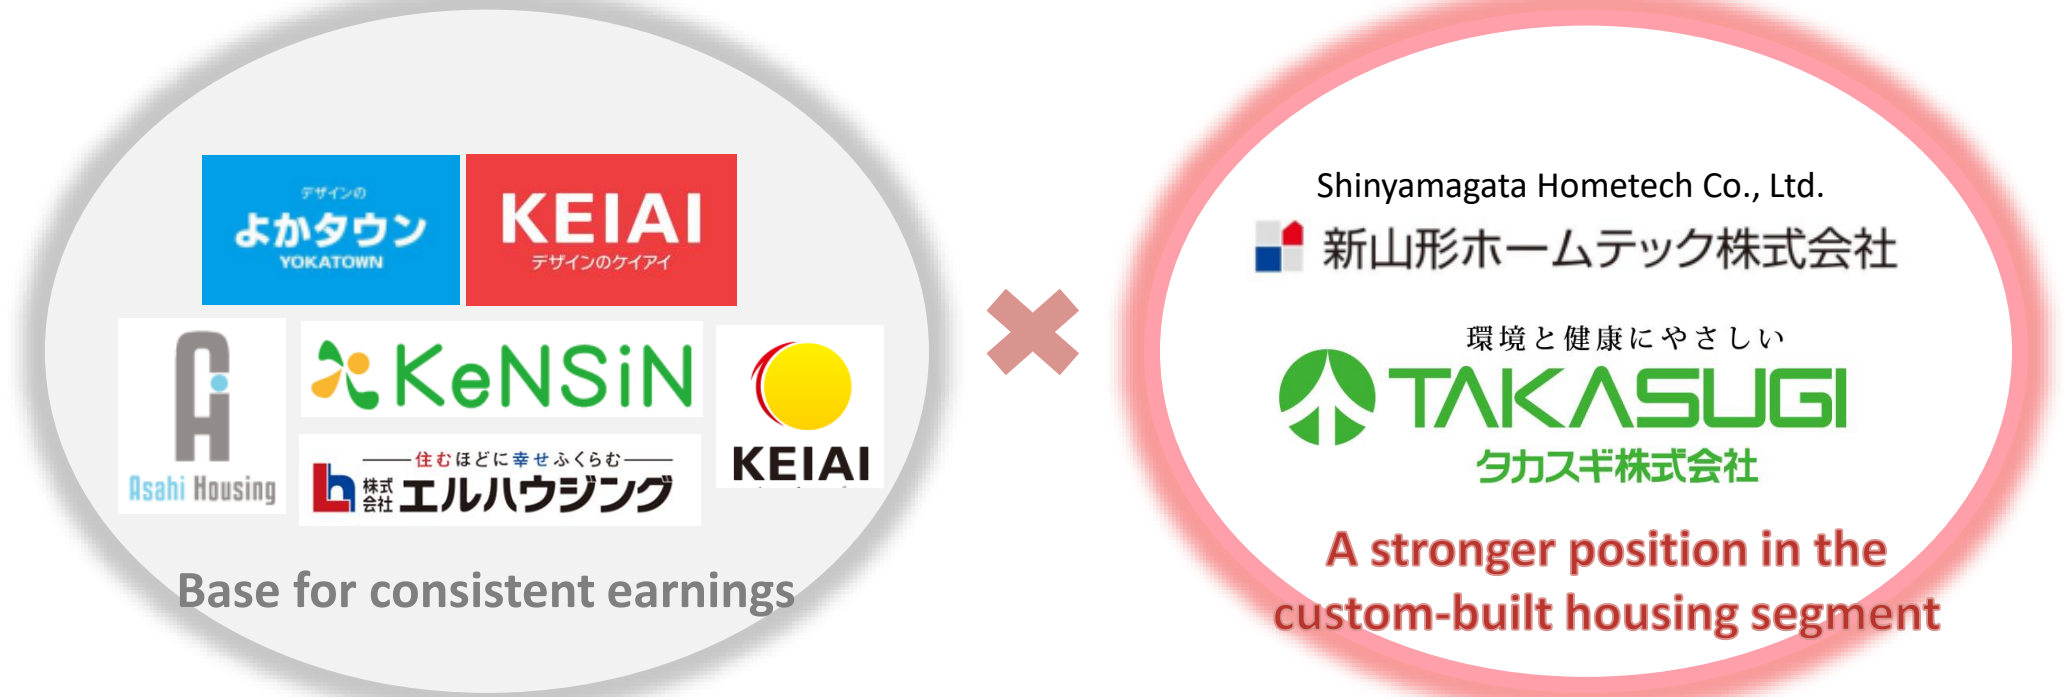 デザインの
よかタウン
YOKATOWN
KEIAI
デザインのケイアイ
Asahi Housing
KeNSiN
住むほどに幸せふくらむ
株式会社エルハウジング
KEIAI
Base for consistent earnings
Shinyamagata Hometech Co., Ltd.
新山形ホームテック株式会社
環境と健康にやさしい
TAKASUGI
タカスギ株式会社
A stronger position in the
custom-built housing segment